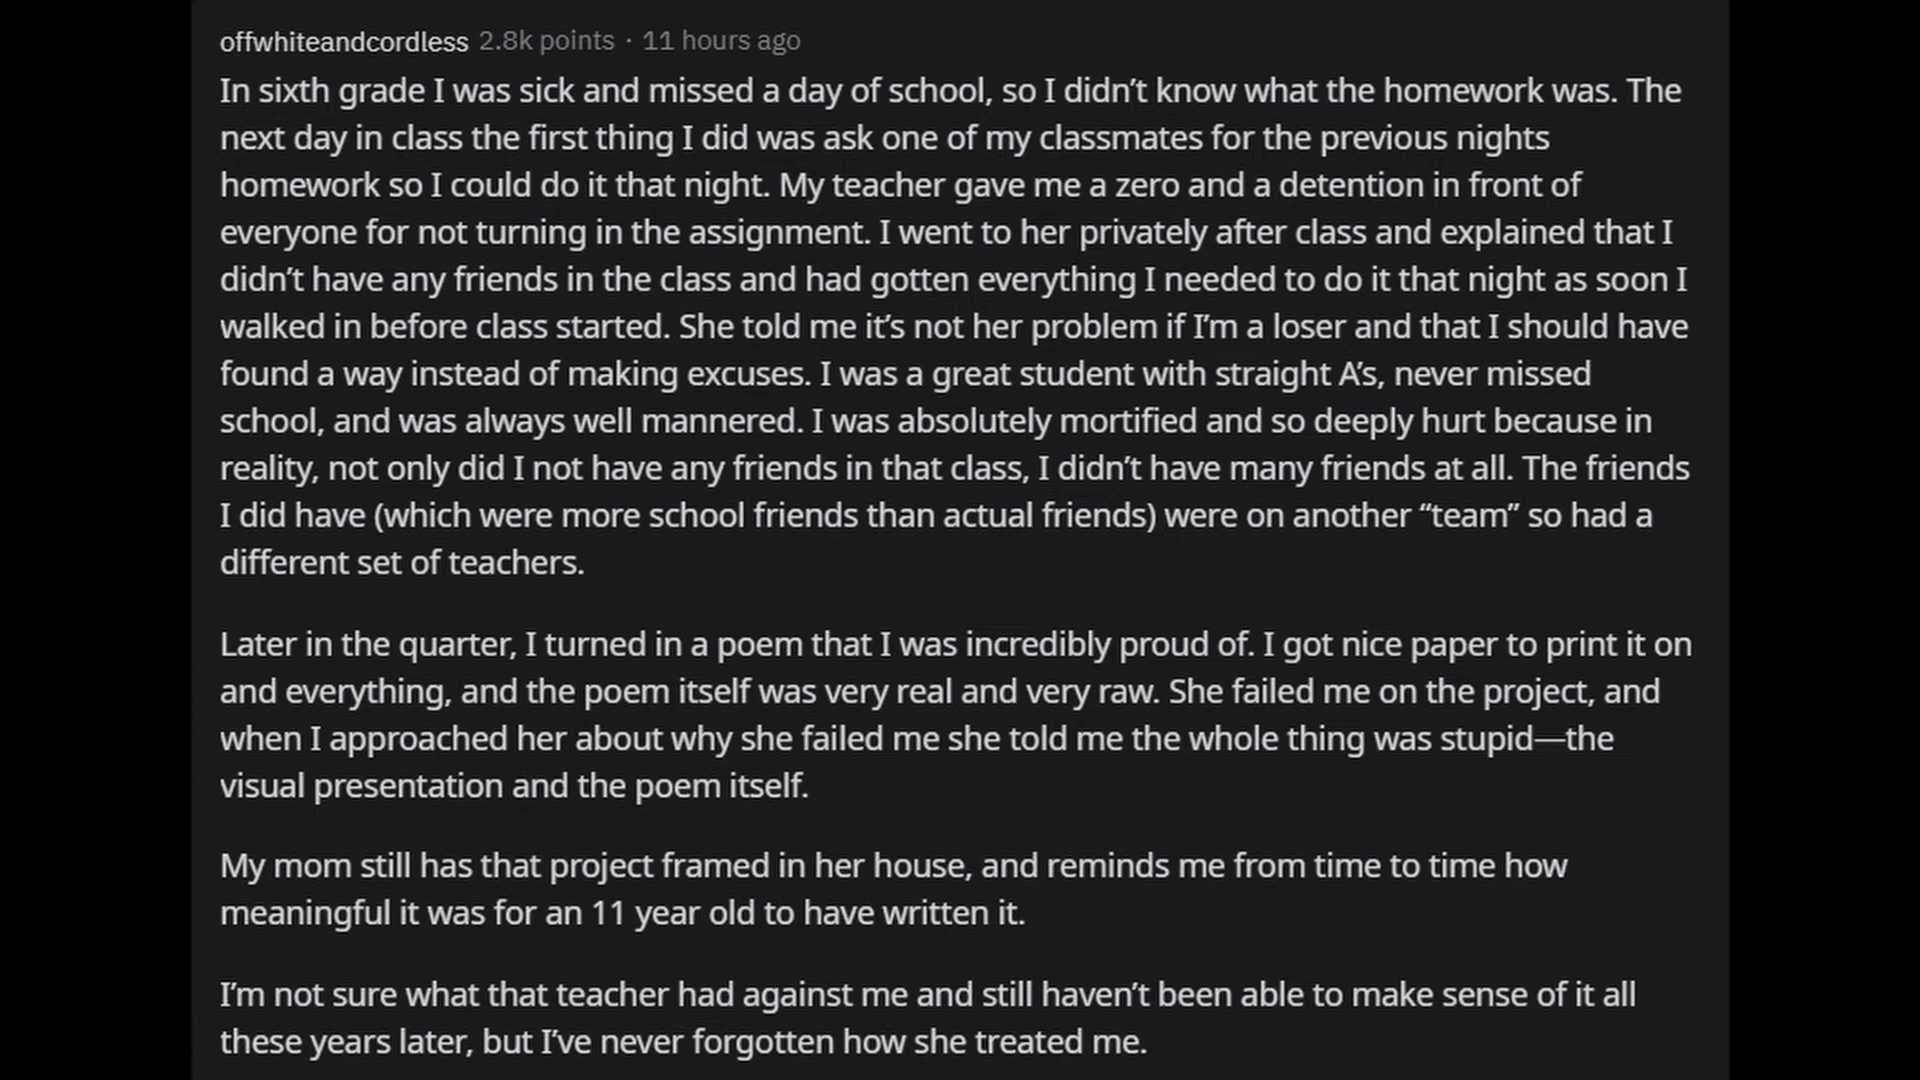 offwhiteandcordless 2.8k points · 11 hours ago
In sixth grade I was sick and missed a day of school, so I didn’t know what the homework was. The
next day in class the first thing I did was ask one of my classmates for the previous nights
homework so I could do it that night. My teacher gave me a zero and a detention in front of
everyone for not turning in the assignment. I went to her privately after class and explained that I
didn’t have any friends in the class and had gotten everything I needed to do it that night as soon I
walked in before class started. She told me it’s not her problem if I’m a loser and that I should have
found a way instead of making excuses. I was a great student with straight A’s, never missed
school, and was always well mannered. I was absolutely mortified and so deeply hurt because in
reality, not only did I not have any friends in that class, I didn’t have many friends at all. The friends
I did have (which were more school friends than actual friends) were on another “team” so had a
different set of teachers.
Later in the quarter, I turned in a poem that I was incredibly proud of. I got nice paper to print it on
and everything, and the poem itself was very real and very raw. She failed me on the project, and
when I approached her about why she failed me she told me the whole thing was stupid—the
visual presentation and the poem itself.
My mom still has that project framed in her house, and reminds me from time to time how
meaningful it was for an 11 year old to have written it.
I’m not sure what that teacher had against me and still haven’t been able to make sense of it all
these years later, but I’ve never forgotten how she treated me.